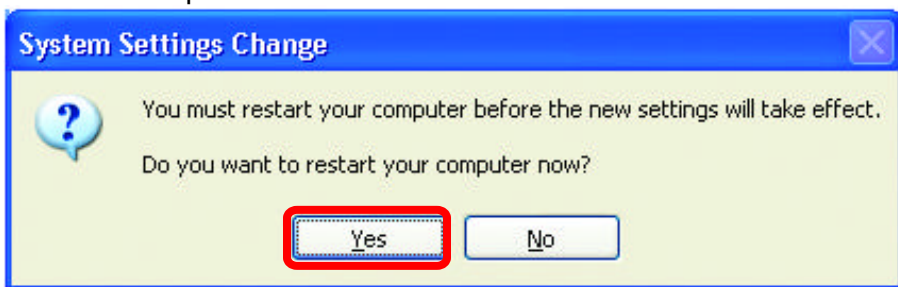 System Settings Change
You must restart your computer before the new settings will take effect.
Do you want to restart your computer now?
Yes No